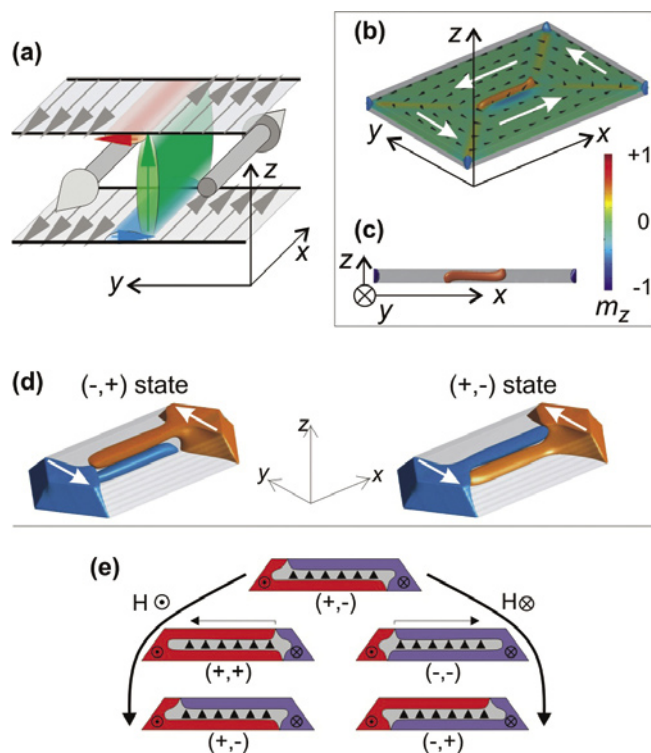 (a)
z
x
y
(b)
z
y
x
+1
0
-1
m_z
(c)
z
y
x
(d)
(-,+) state
(+,-) state
z
y
x
(e)
(+,-)
H ⊙
H⊗
(+,+)
(-,-)
(+,-)
(-,+)